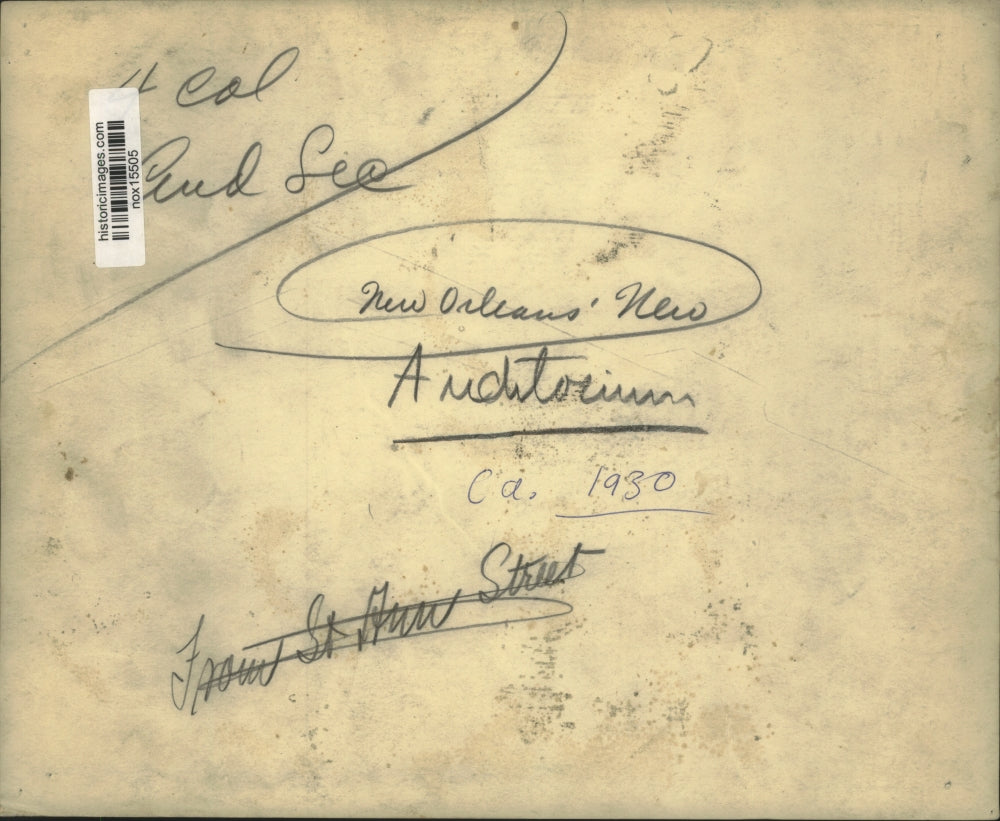 4 col
2nd Sec
historicimages.com
nox15505
New Orleans' New
Auditorium
Ca. 1930
From St Ann Street